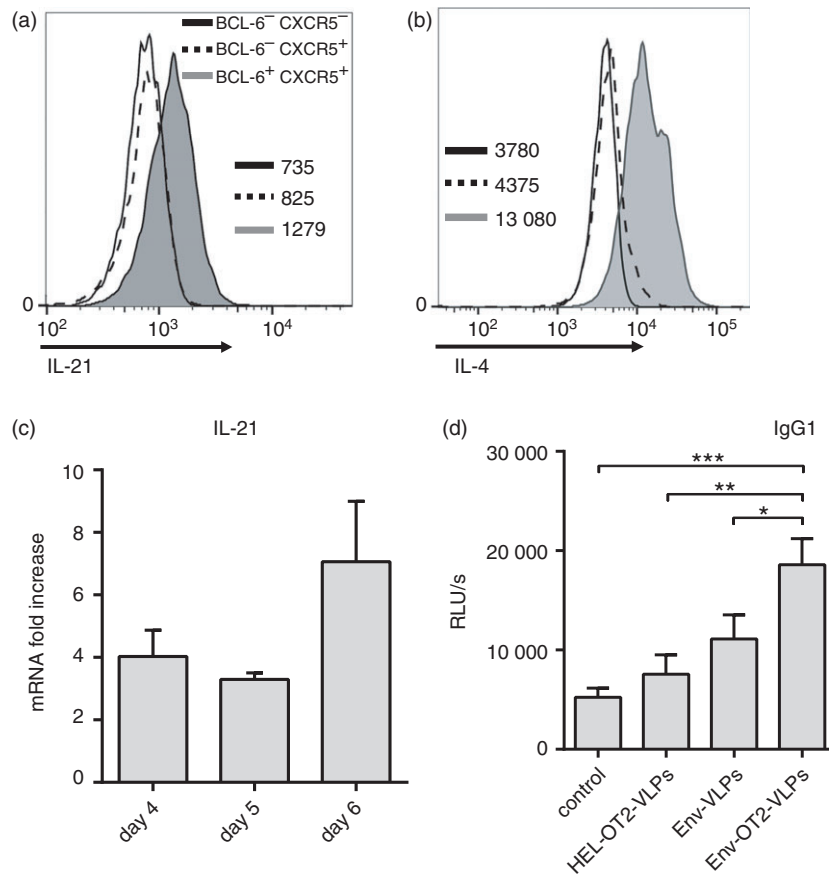 (a)
BCL-6⁻ CXCR5⁻
BCL-6⁻ CXCR5⁺
BCL-6⁺ CXCR5⁺
735
825
1279
0
10² 10³ 10⁴
IL-21
(b)
3780
4375
13 080
0
10² 10³ 10⁴ 10⁵
IL-4
(c) IL-21
mRNA fold increase
10
8
6
4
2
0
day 4
day 5
day 6
(d) IgG1
RLU/s
30 000
20 000
10 000
0
***
**
*
control
HEL-OT2-VLPs
Env-VLPs
Env-OT2-VLPs